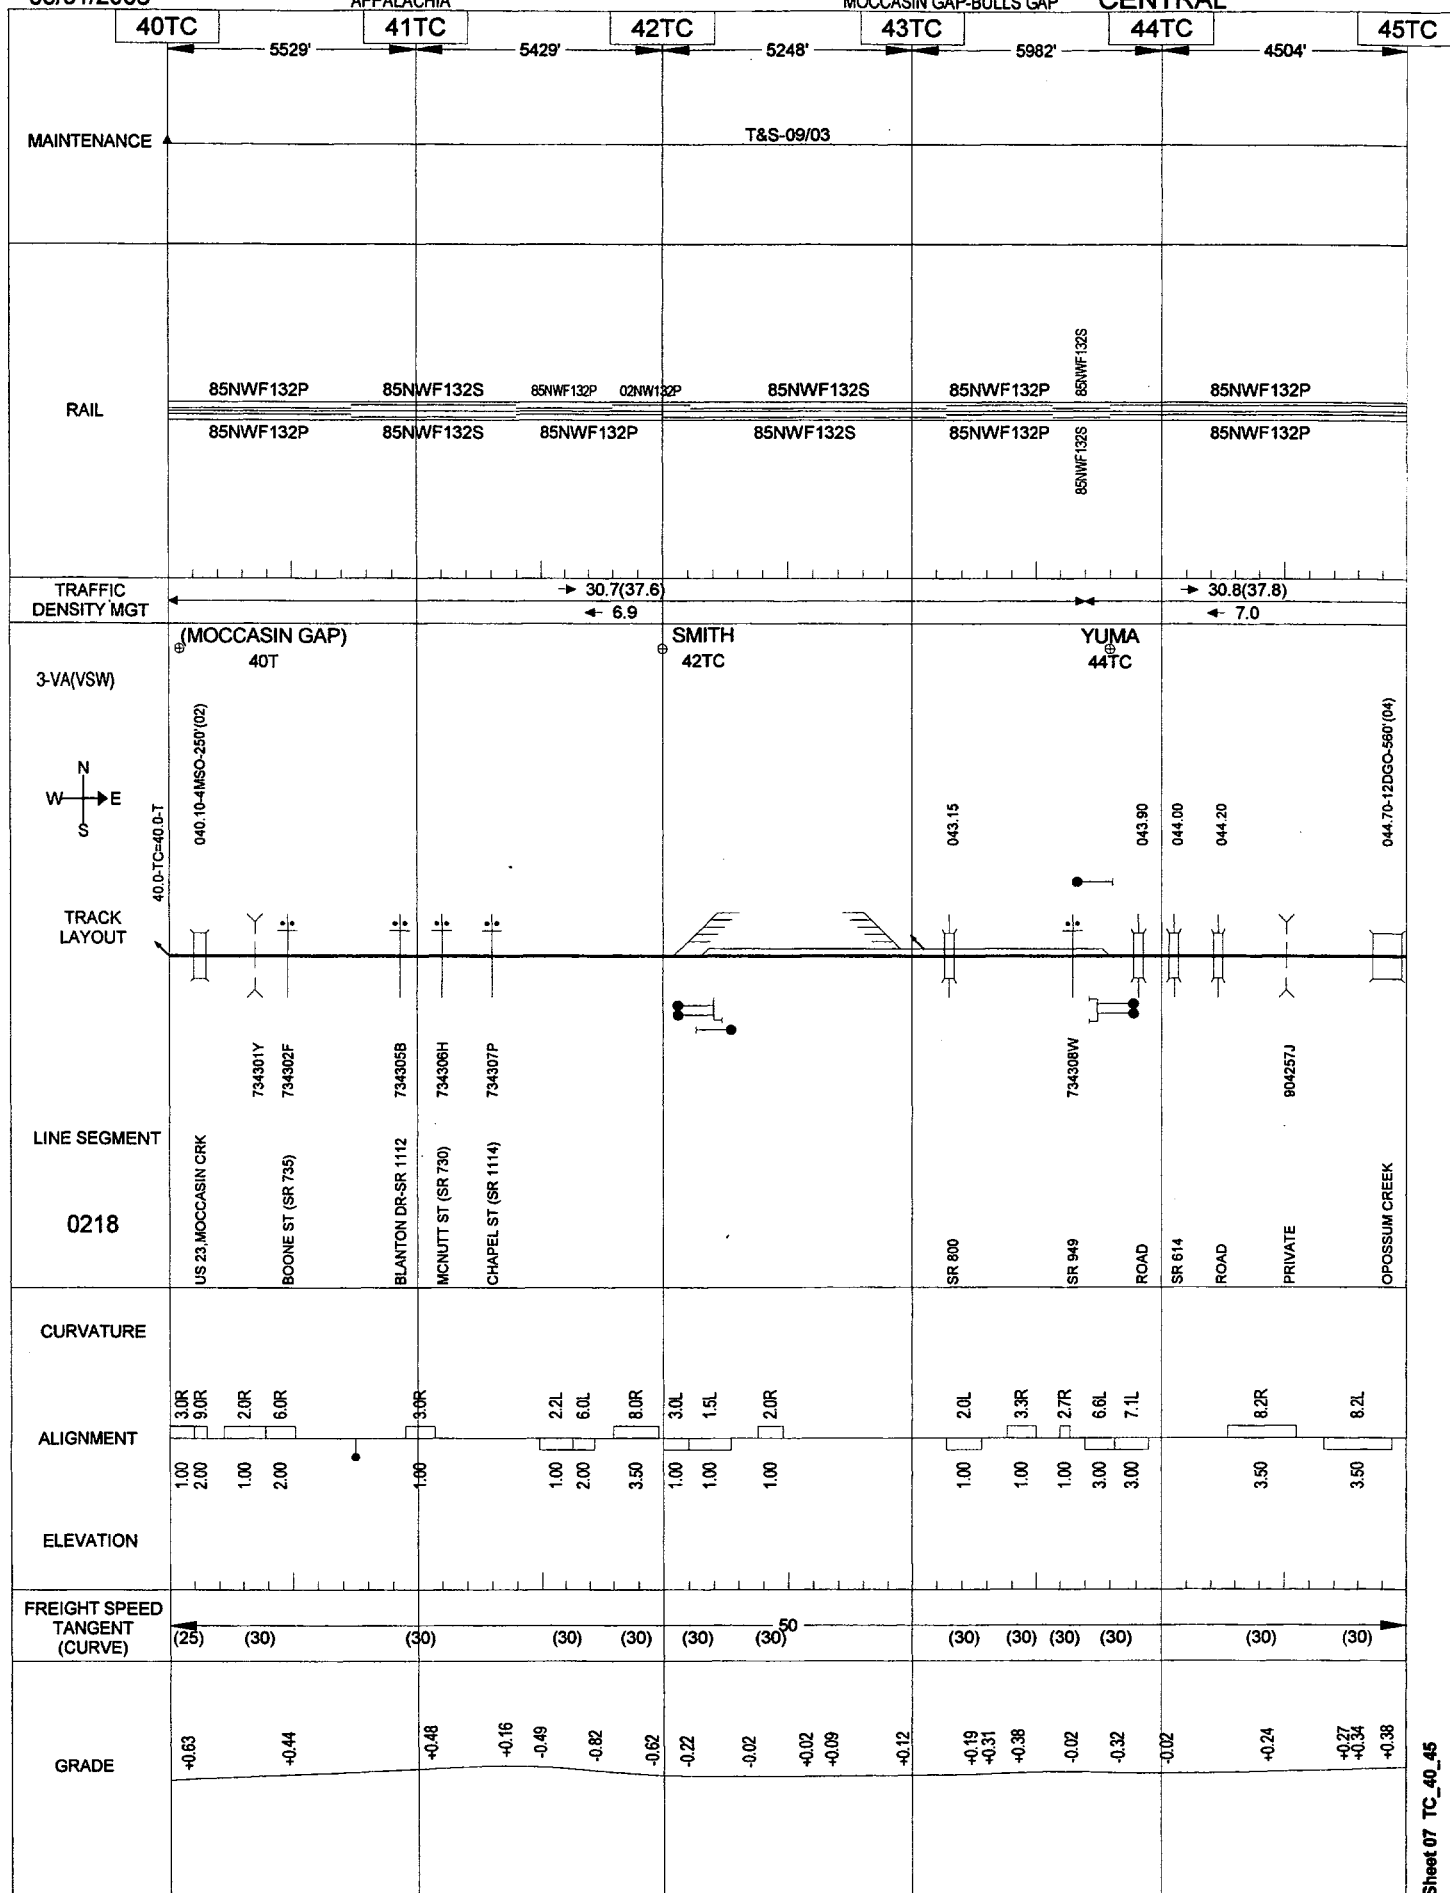 APPALACHIA MOCCASIN GAP-BULLS GAP CENTRAL
40TC 41TC 42TC 43TC 44TC 45TC
5529' 5429' 5248' 5982' 4504'
MAINTENANCE T&S-09/03
RAIL
85NWF132P 85NWF132S 85NWF132P 02NW132P 85NWF132S 85NWF132P 85NWF132S 85NWF132P
85NWF132P 85NWF132S 85NWF132P 85NWF132S 85NWF132P 85NWF132S 85NWF132P
TRAFFIC DENSITY MGT
30.7(37.6) 30.8(37.8)
6.9 7.0
(MOCCASIN GAP) SMITH YUMA
40T 42TC 44TC
3-VA(VSW)
N
W E
S
40.0-TC=40.0-T
040.10-4MSO-250'(02)
043.15
043.90
044.00
044.20
044.70-12DGO-560'(04)
TRACK
LAYOUT
734301Y
734302F
734305B
734306H
734307P
734308W
904257J
LINE SEGMENT
0218
US 23,MOCCASIN CRK
BOONE ST (SR 735)
BLANTON DR-SR 1112
MCNUTT ST (SR 730)
CHAPEL ST (SR 1114)
SR 800
SR 949
ROAD
SR 614
ROAD
PRIVATE
OPOSSUM CREEK
CURVATURE
3.0R 9.0R 2.0R 6.0R 3.0R 2.2L 6.0L 8.0R 3.0L 1.5L 2.0R 2.0L 3.3R 2.7R 6.6L 7.1L 8.2R 8.2L
ALIGNMENT
1.00 2.00 1.00 2.00 1.00 1.00 2.00 3.50 1.00 1.00 1.00 1.00 1.00 1.00 3.00 3.00 3.50 3.50
ELEVATION
FREIGHT SPEED
TANGENT
(CURVE)
50
(25) (30) (30) (30) (30) (30) (30) (30) (30) (30) (30) (30) (30)
GRADE
+0.63 +0.44 +0.48 +0.16 -0.49 -0.82 -0.62 -0.22 -0.02 +0.02 +0.09 +0.12 +0.19 +0.31 +0.38 -0.02 -0.32 -0.02 +0.24 +0.27 +0.34 +0.38
Sheet 07 TC_40_45